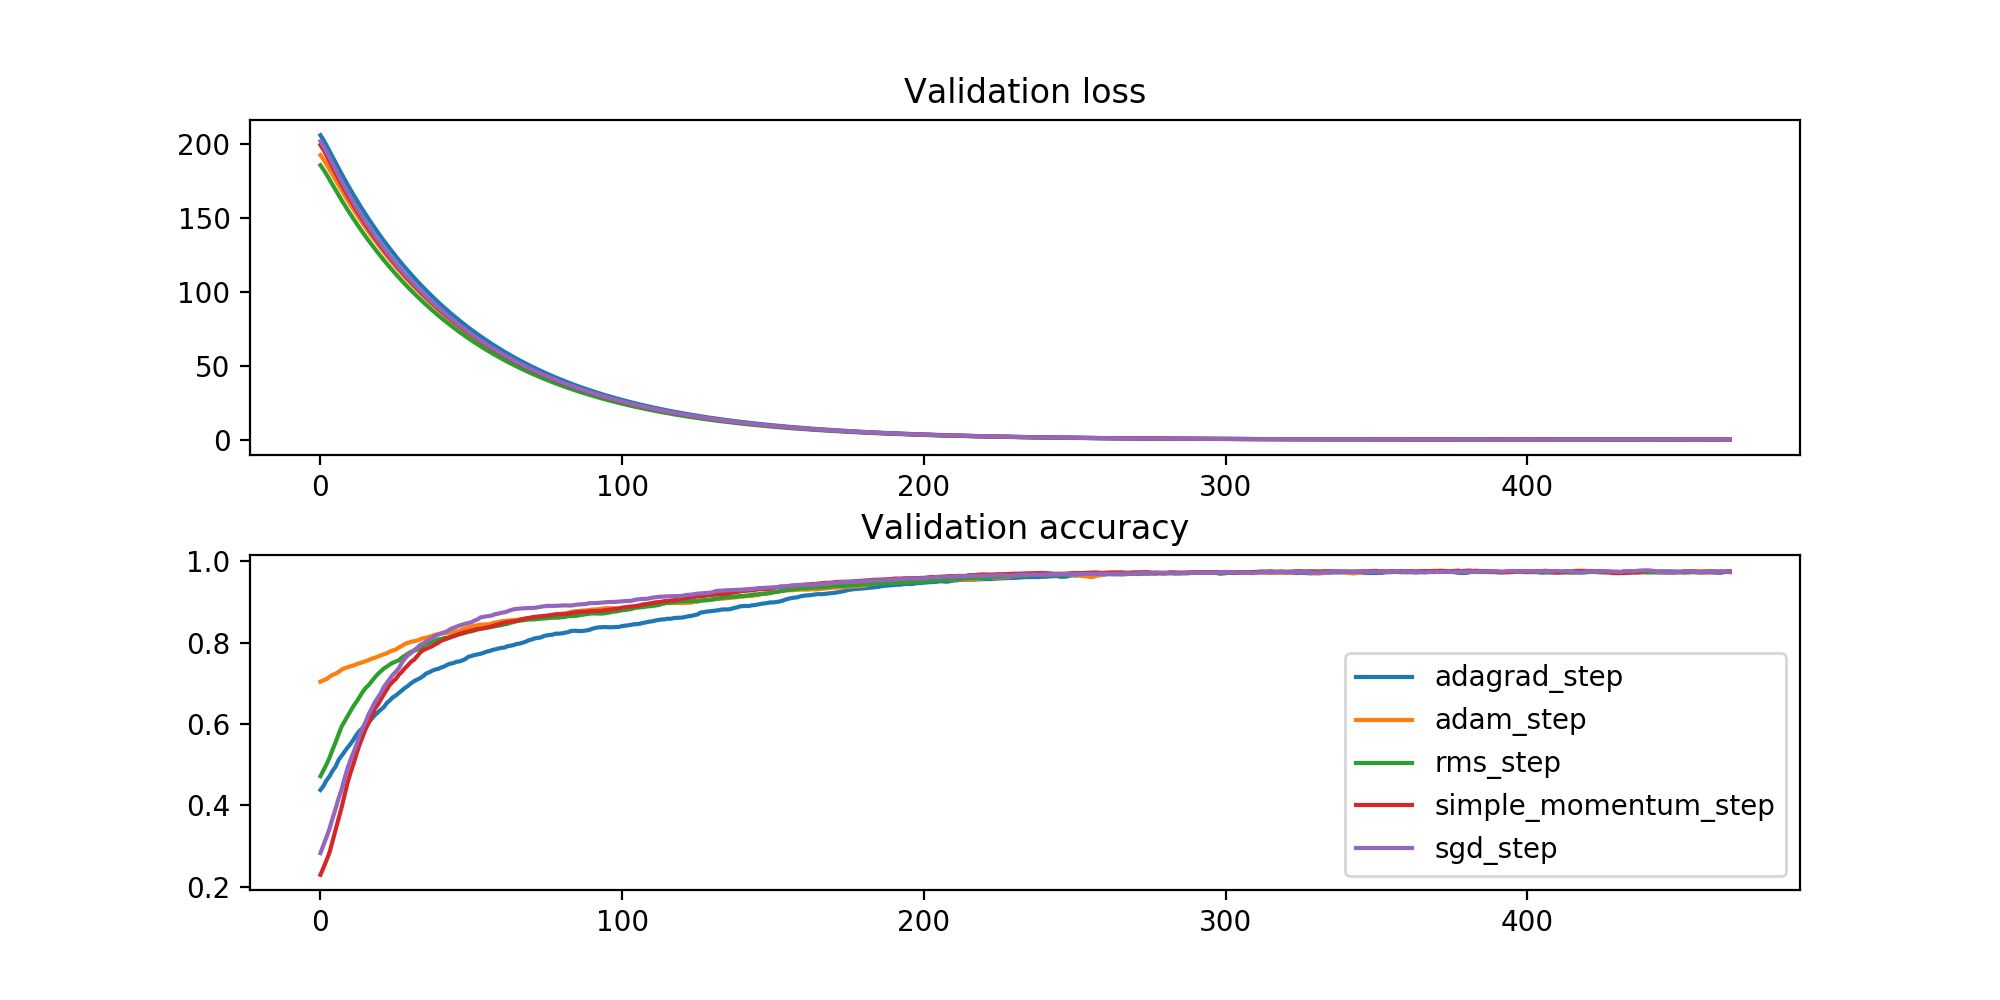 Validation loss
200
150
100
50
0
0 100 200 300 400
Validation accuracy
1.0
0.8
0.6
0.4
0.2
adagrad_step
adam_step
rms_step
simple_momentum_step
sgd_step
0 100 200 300 400